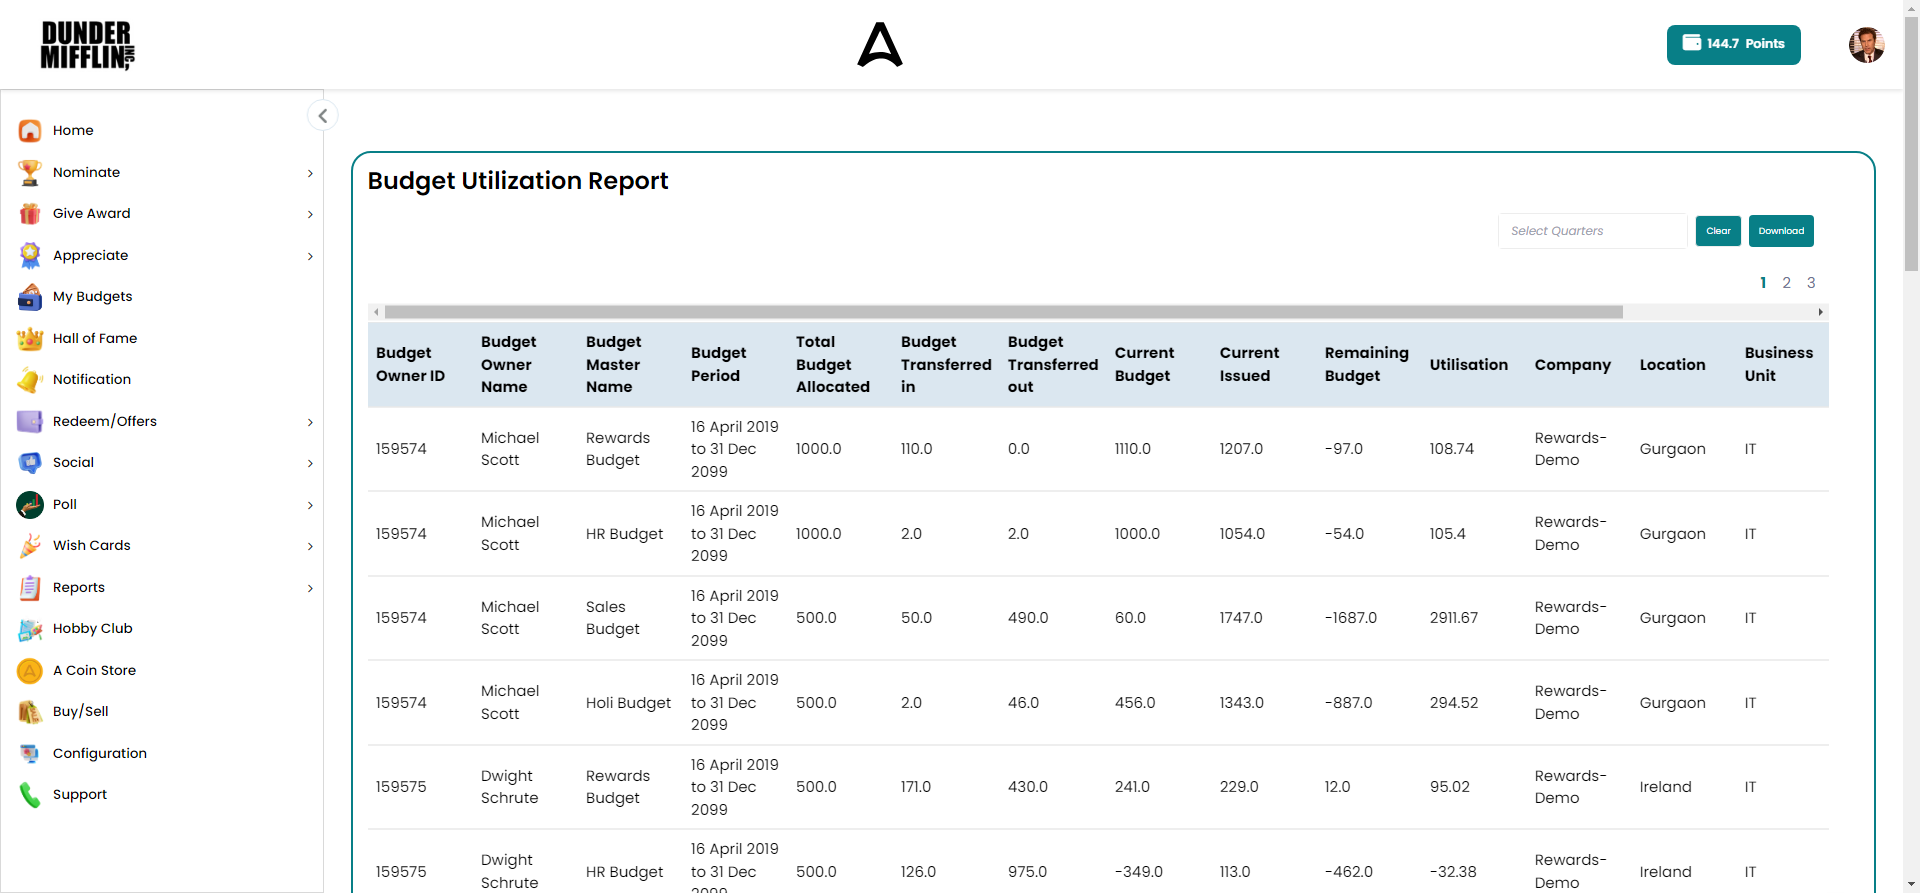 DUNDER
MIFFLIN INC,
144.7 Points
Home
Nominate
Give Award
Appreciate
My Budgets
Hall of Fame
Notification
Redeem/Offers
Social
Poll
Wish Cards
Reports
Hobby Club
A Coin Store
Buy/Sell
Configuration
Support
Budget Utilization Report
Select Quarters Clear Download
1 2 3
Budget Owner ID Budget Owner Name Budget Master Name Budget Period Total Budget Allocated Budget Transferred in Budget Transferred out Current Budget Current Issued Remaining Budget Utilisation Company Location Business Unit
159574 Michael Scott Rewards Budget 16 April 2019 to 31 Dec 2099 1000.0 110.0 0.0 1110.0 1207.0 -97.0 108.74 Rewards-Demo Gurgaon IT
159574 Michael Scott HR Budget 16 April 2019 to 31 Dec 2099 1000.0 2.0 2.0 1000.0 1054.0 -54.0 105.4 Rewards-Demo Gurgaon IT
159574 Michael Scott Sales Budget 16 April 2019 to 31 Dec 2099 500.0 50.0 490.0 60.0 1747.0 -1687.0 2911.67 Rewards-Demo Gurgaon IT
159574 Michael Scott Holi Budget 16 April 2019 to 31 Dec 2099 500.0 2.0 46.0 456.0 1343.0 -887.0 294.52 Rewards-Demo Gurgaon IT
159575 Dwight Schrute Rewards Budget 16 April 2019 to 31 Dec 2099 500.0 171.0 430.0 241.0 229.0 12.0 95.02 Rewards-Demo Ireland IT
159575 Dwight Schrute HR Budget 16 April 2019 to 31 Dec 2099 500.0 126.0 975.0 -349.0 113.0 -462.0 -32.38 Rewards-Demo Ireland IT